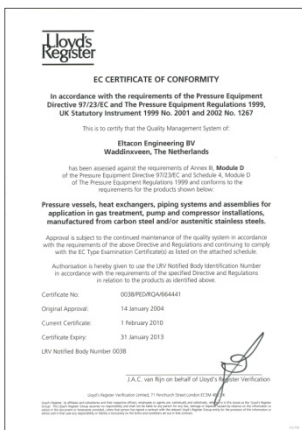 Lloyd's
Register
EC CERTIFICATE OF CONFORMITY
In accordance with the requirements of the Pressure Equipment
Directive 97/23/EC and The Pressure Equipment Regulations 1999,
UK Statutory Instrument 1999 No. 2001 and 2002 No. 1267
This is to certify that the Quality Management System of:
Eltacon Engineering BV
Waddinxveen, The Netherlands
has been assessed against the requirements of Annex III, Module D
of the Pressure Equipment Directive 97/23/EC and Schedule 4, Module D
of The Pressure Equipment Regulations 1999 and conforms to the
requirements for the products shown below:
Pressure vessels, heat exchangers, piping systems and assemblies for
application in gas treatment, pump and compressor installations,
manufactured from carbon steel and/or austenitic stainless steels.
Approval is subject to the continued maintenance of the quality system in accordance
with the requirements of the above Directive and Regulations and continuing to comply
with the EC Type Examination Certificate(s) as listed on the attached schedule.
Authorisation is hereby given to use the LRV Notified Body Identification Number
in accordance with the requirements of the specified Directive and Regulations
in relation to the products as identified above.
Certificate No: 0038/PED/RQA/664441
Original Approval: 14 January 2004
Current Certificate: 1 February 2010
Certificate Expiry: 31 January 2013
LRV Notified Body Number 0038
J.A.C. van Rijn on behalf of Lloyd's Register Verification
Lloyd's Register Verification Limited, 71 Fenchurch Street London